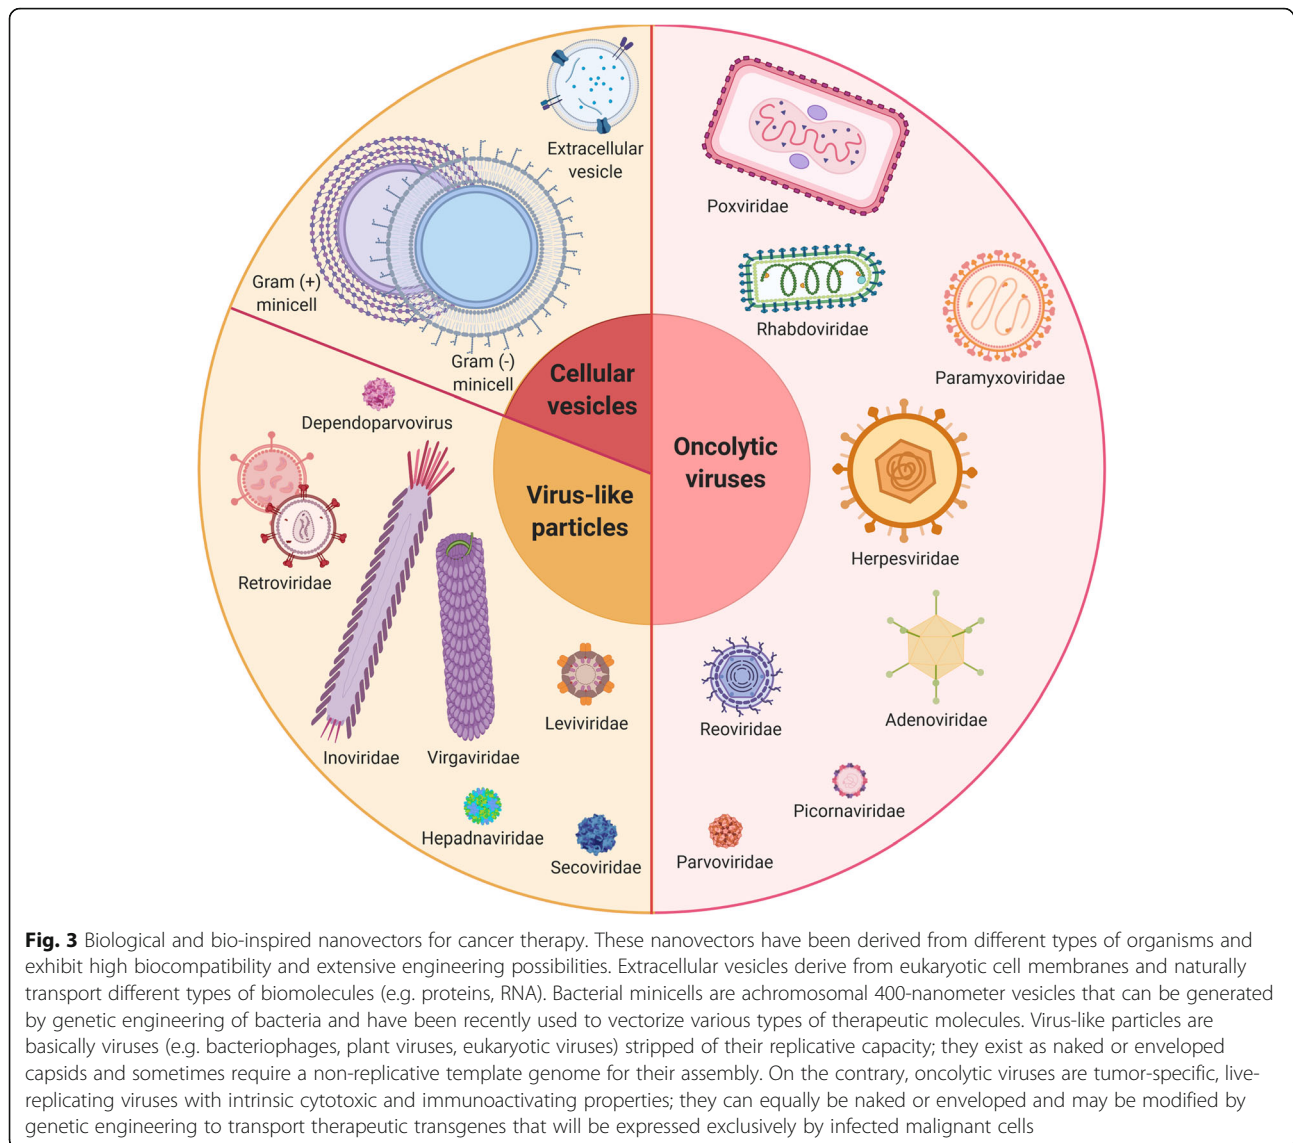 Extracellular
vesicle
Gram (+)
minicell
Gram (-)
minicell
Cellular
vesicles
Poxviridae
Rhabdoviridae
Paramyxoviridae
Oncolytic
viruses
Herpesviridae
Adenoviridae
Reoviridae
Picornaviridae
Parvoviridae
Dependoparvovirus
Retroviridae
Virus-like
particles
Inoviridae
Virgaviridae
Leviviridae
Hepadnaviridae
Secoviridae
Fig. 3 Biological and bio-inspired nanovectors for cancer therapy. These nanovectors have been derived from different types of organisms and
exhibit high biocompatibility and extensive engineering possibilities. Extracellular vesicles derive from eukaryotic cell membranes and naturally
transport different types of biomolecules (e.g. proteins, RNA). Bacterial minicells are achromosomal 400-nanometer vesicles that can be generated
by genetic engineering of bacteria and have been recently used to vectorize various types of therapeutic molecules. Virus-like particles are
basically viruses (e.g. bacteriophages, plant viruses, eukaryotic viruses) stripped of their replicative capacity; they exist as naked or enveloped
capsids and sometimes require a non-replicative template genome for their assembly. On the contrary, oncolytic viruses are tumor-specific, live-
replicating viruses with intrinsic cytotoxic and immunoactivating properties; they can equally be naked or enveloped and may be modified by
genetic engineering to transport therapeutic transgenes that will be expressed exclusively by infected malignant cells